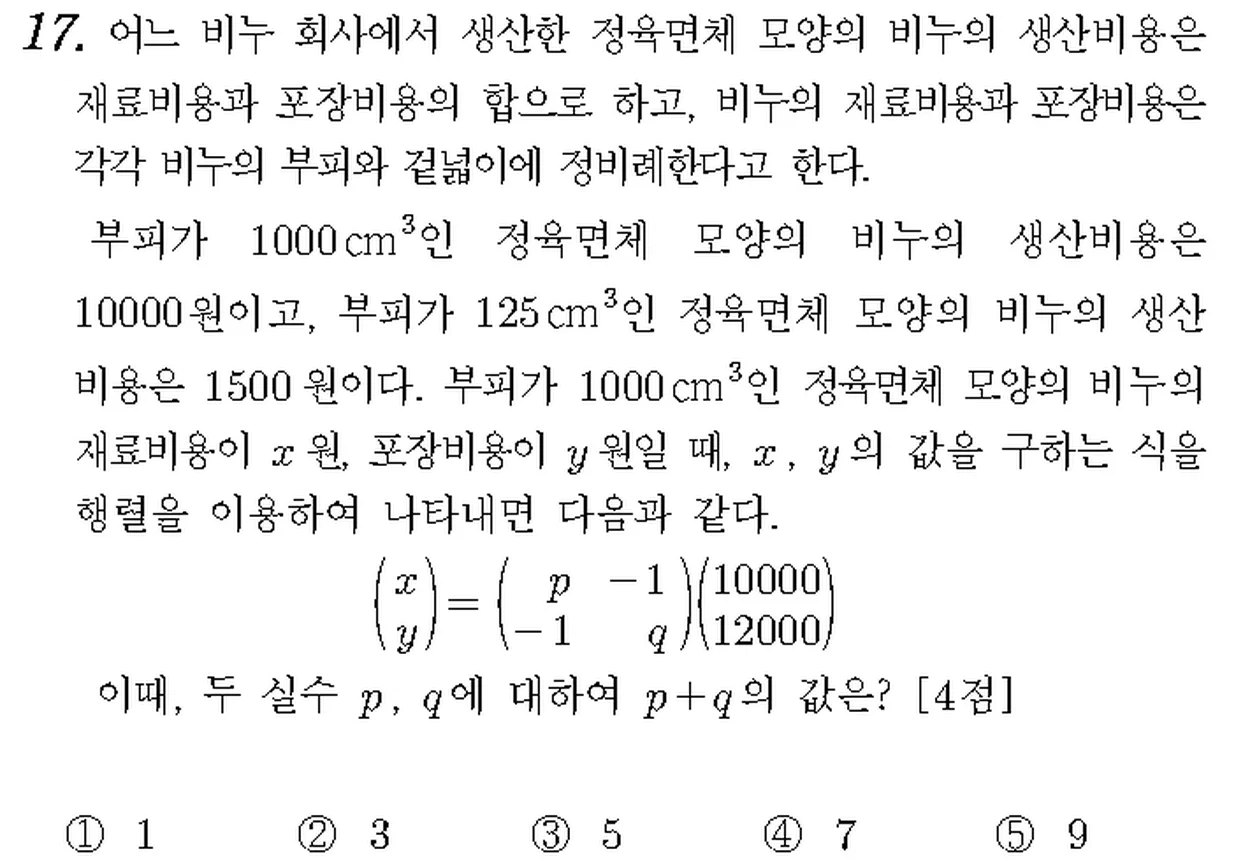 17. 어느 비누 회사에서 생산한 정육면체 모양의 비누의 생산비용은
재료비용과 포장비용의 합으로 하고, 비누의 재료비용과 포장비용은
각각 비누의 부피와 겉넓이에 정비례한다고 한다.
부피가 1000cm³인 정육면체 모양의 비누의 생산비용은
10000원이고, 부피가 125cm³인 정육면체 모양의 비누의 생산
비용은 1500원이다. 부피가 1000cm³인 정육면체 모양의 비누의
재료비용이 x원, 포장비용이 y원일 때, x, y의 값을 구하는 식을
행렬을 이용하여 나타내면 다음과 같다.
(x y) = (p -1 -1 q)(10000 12000)
이때, 두 실수 p, q에 대하여 p+q의 값은? [4점]
① 1 ② 3 ③ 5 ④ 7 ⑤ 9